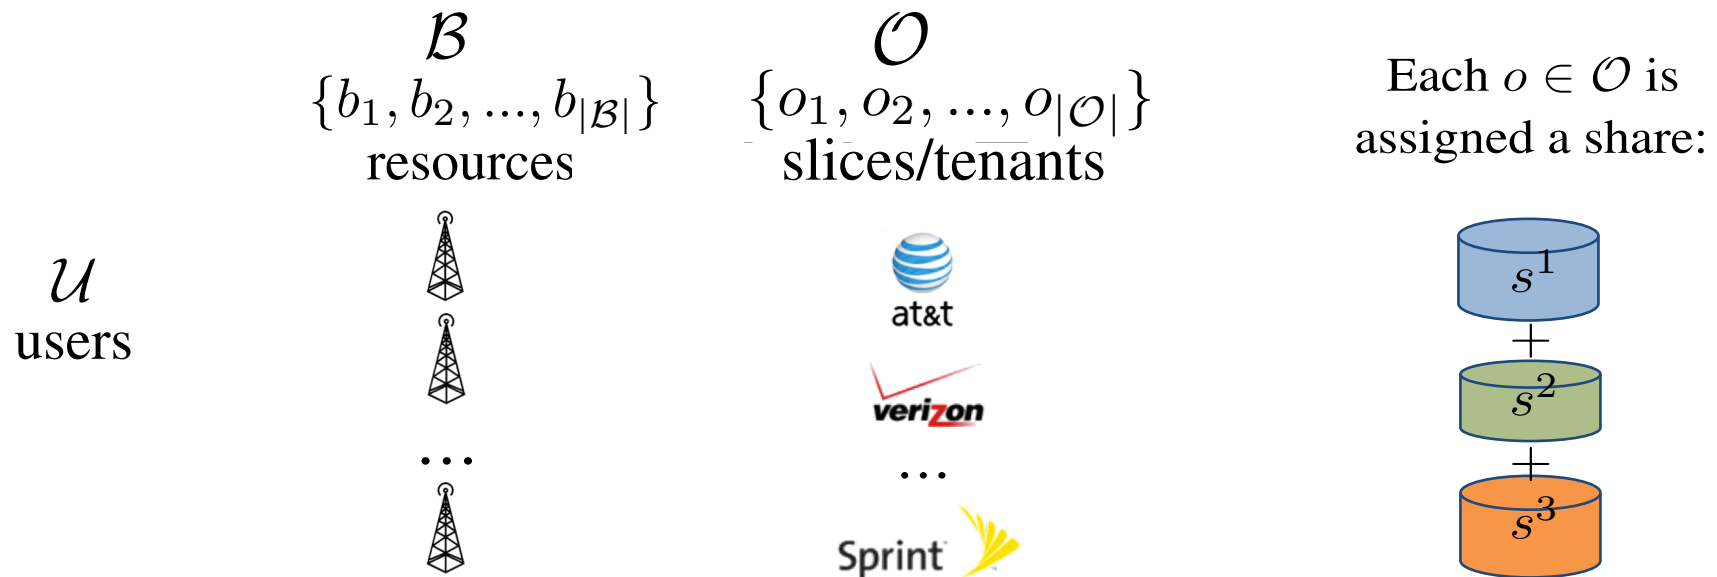 ℬ
{b₁, b₂, ..., b|ℬ|}
resources
𝒪
{o₁, o₂, ..., o|𝒪|}
slices/tenants
Each o ∈ 𝒪 is
assigned a share:
𝒰
users
...
at&t
verizon
...
Sprint
s¹
+
s²
+
s³